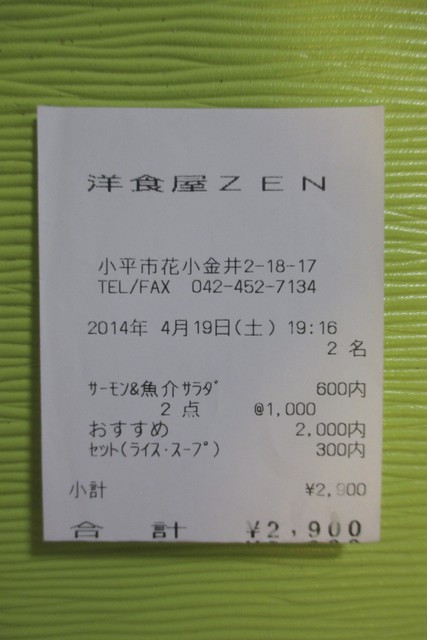 洋食屋ZEN
小平市花小金井2-18-17
TEL/FAX 042-452-7134
2014年 4月19日(土) 19:16
2 名
ｻｰﾓﾝ&魚介ｻﾗﾀﾞ 600内
2 点 @1,000
おすすめ 2,000内
ｾｯﾄ(ﾗｲｽ･ｽｰﾌﾟ) 300内
小計 ¥2,900
合 計 ¥2,900